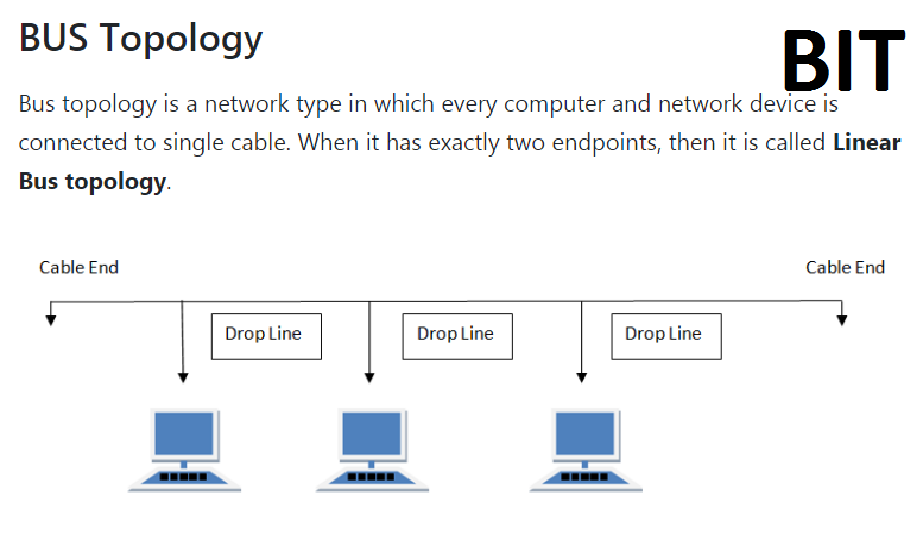 BUS Topology
BIT
Bus topology is a network type in which every computer and network device is
connected to single cable. When it has exactly two endpoints, then it is called Linear
Bus topology.
Cable End
Cable End
Drop Line
Drop Line
Drop Line